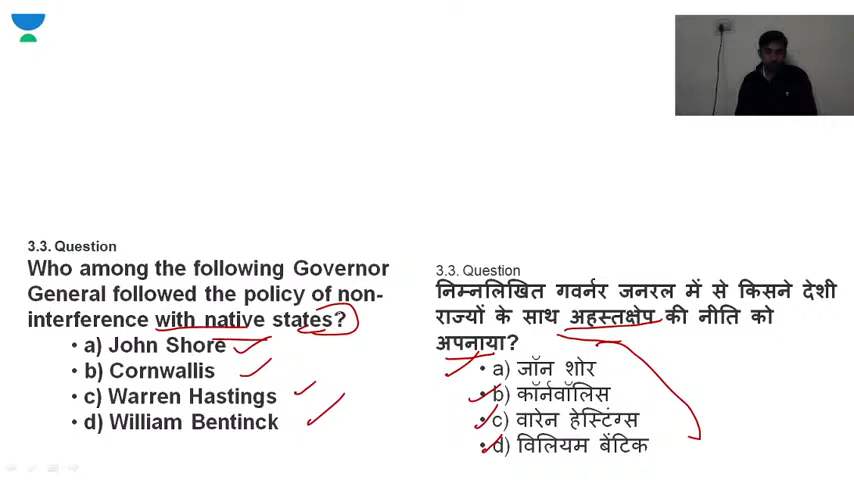 3.3. Question
Who among the following Governor
General followed the policy of non-
interference with native states?
• a) John Shore
• b) Cornwallis
• c) Warren Hastings
• d) William Bentinck
3.3. Question
निम्नलिखित गवर्नर जनरल में से किसने देशी
राज्यों के साथ अहस्तक्षेप की नीति को
अपनाया?
• a) जॉन शोर
• b) कॉर्नवॉलिस
• c) वारेन हेस्टिंग्स
• d) विलियम बेंटिक